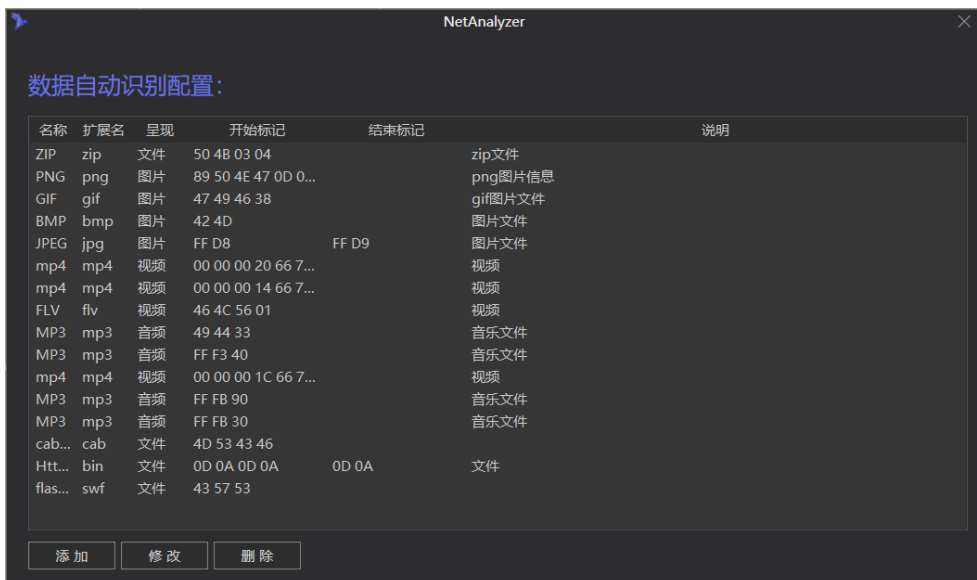 NetAnalyzer
数据自动识别配置：
名称 扩展名 呈现 开始标记 结束标记 说明
ZIP zip 文件 50 4B 03 04 zip文件
PNG png 图片 89 50 4E 47 0D 0... png图片信息
GIF gif 图片 47 49 46 38 gif图片文件
BMP bmp 图片 42 4D 图片文件
JPEG jpg 图片 FF D8 FF D9 图片文件
mp4 mp4 视频 00 00 00 20 66 7... 视频
mp4 mp4 视频 00 00 00 14 66 7... 视频
FLV flv 视频 46 4C 56 01 视频
MP3 mp3 音频 49 44 33 音乐文件
MP3 mp3 音频 FF F3 40 音乐文件
mp4 mp4 视频 00 00 00 1C 66 7... 视频
MP3 mp3 音频 FF FB 90 音乐文件
MP3 mp3 音频 FF FB 30 音乐文件
cab... cab 文件 4D 53 43 46
Htt... bin 文件 0D 0A 0D 0A 0D 0A 文件
flas... swf 文件 43 57 53
添加 修改 删除